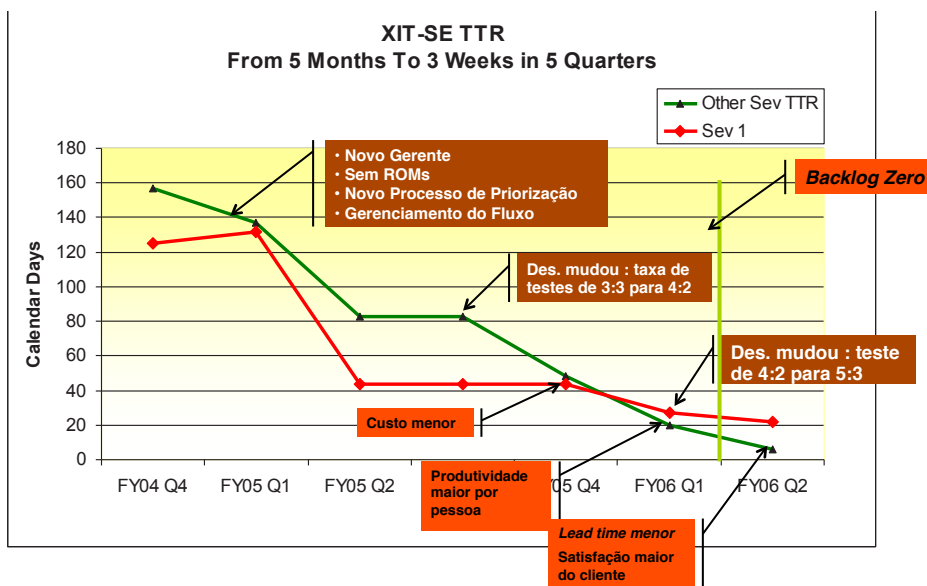 XIT-SE TTR
From 5 Months To 3 Weeks in 5 Quarters
Other Sev TTR
Sev 1
180
160
140
120
100
80
60
40
20
0
Calendar Days
• Novo Gerente
• Sem ROMs
• Novo Processo de Priorização
• Gerenciamento do Fluxo
Backlog Zero
Des. mudou : taxa de
testes de 3:3 para 4:2
Des. mudou : teste
de 4:2 para 5:3
Custo menor
FY04 Q4
FY05 Q1
FY05 Q2
05 Q4
FY06 Q1
FY06 Q2
Produtividade
maior por
pessoa
Lead time menor
Satisfação maior
do cliente